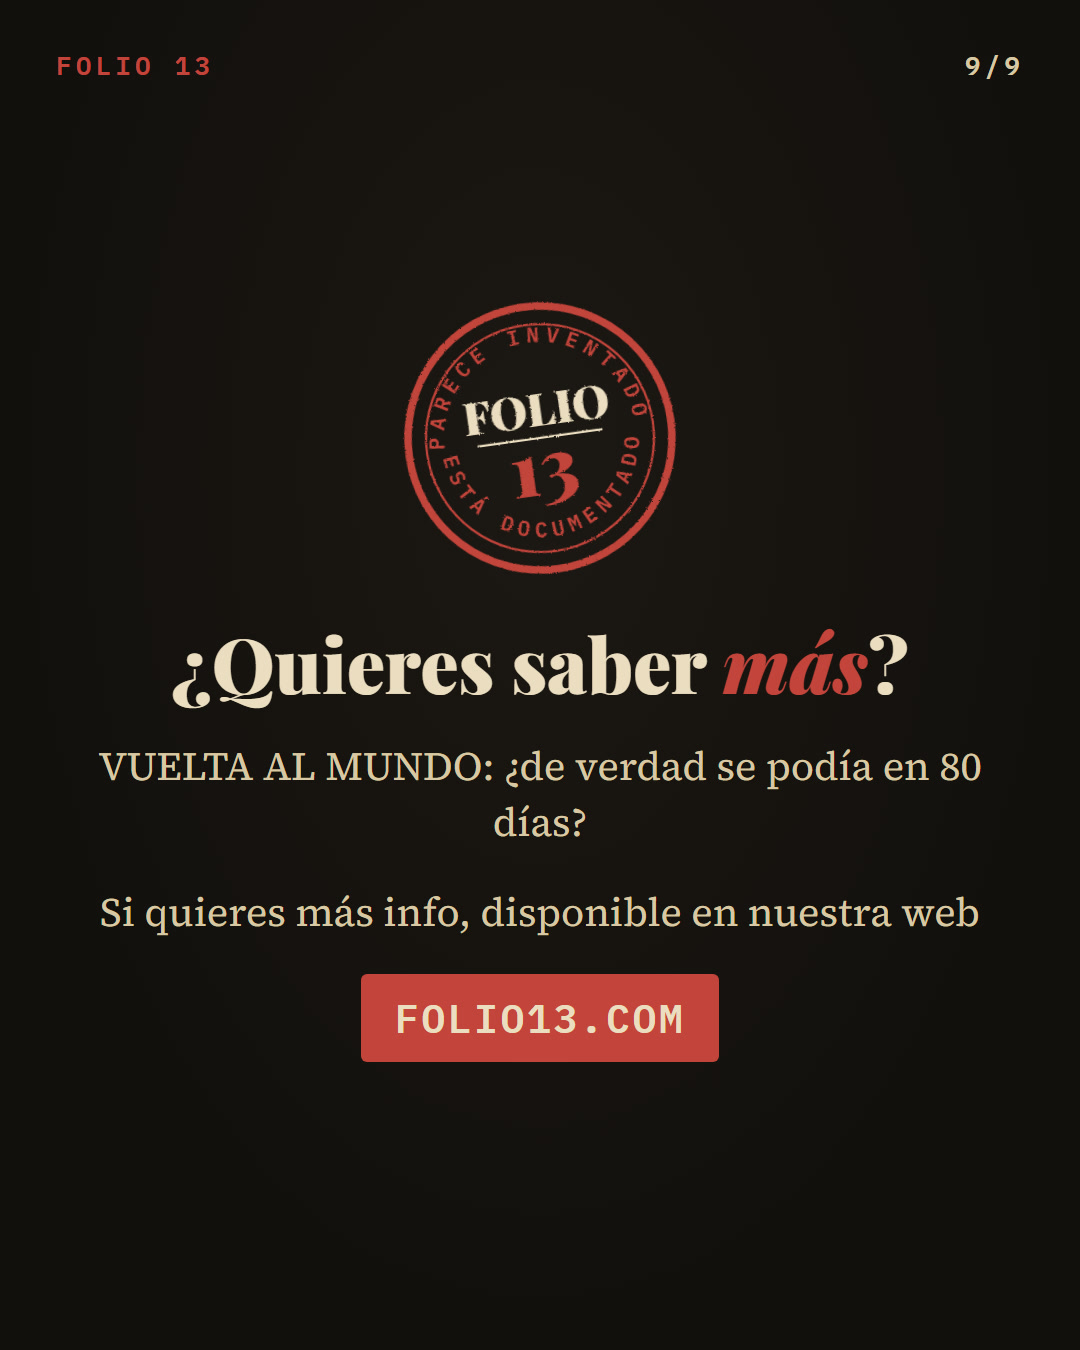 FOLIO 13
9/9
PARECE INVENTADO
FOLIO
13
ESTÁ DOCUMENTADO
¿Quieres saber más?
VUELTA AL MUNDO: ¿de verdad se podía en 80
días?
Si quieres más info, disponible en nuestra web
FOLIO13.COM